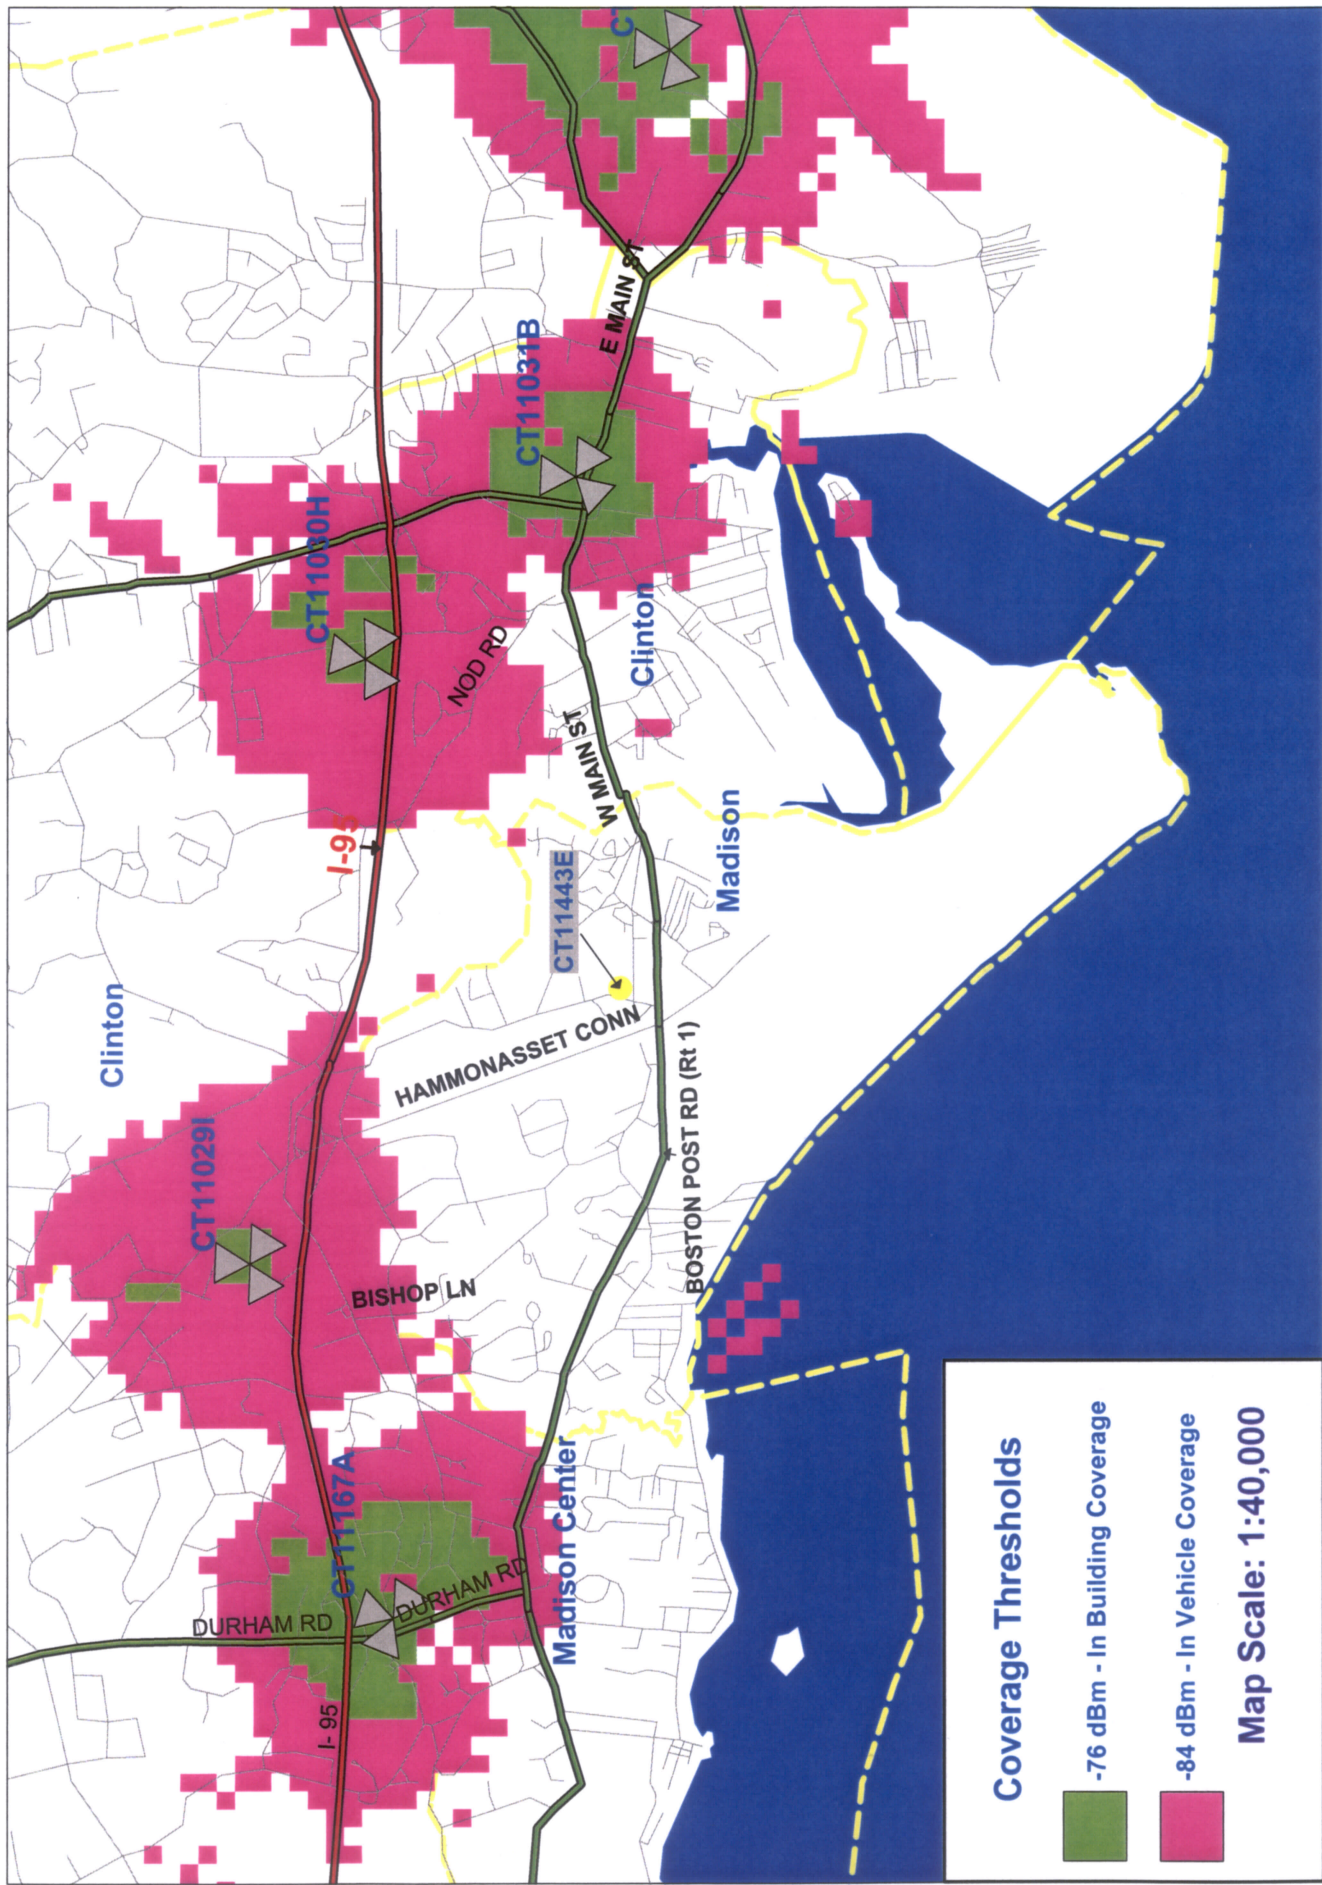 CT11167A
DURHAM RD
DURHAM RD
I- 95
Madison Center
CT11029I
BISHOP LN
Clinton
HAMMONASSET CONN
BOSTON POST RD (Rt 1)
CT11443E
I-95
Madison
W MAIN ST
NOD RD
Clinton
CT11030H
CT11031B
E MAIN ST
CT
Coverage Thresholds
-76 dBm - In Building Coverage
-84 dBm - In Vehicle Coverage
Map Scale: 1:40,000